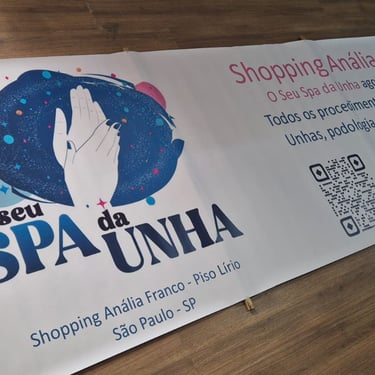 seu
SPA da
UNHA
Shopping Anália Franco - Piso Lírio
São Paulo - SP
Shopping Anália
O Seu Spa da Unha ago
Todos os procedimen
Unhas, podologia